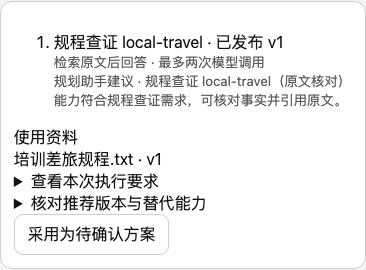 1. 规程查证 local-travel · 已发布 v1
检索原文后回答 · 最多两次模型调用
规划助手建议 · 规程查证 local-travel（原文核对）
能力符合规程查证需求，可核对事实并引用原文。
使用资料
培训差旅规程.txt · v1
▶ 查看本次执行要求
▶ 核对推荐版本与替代能力
采用为待确认方案